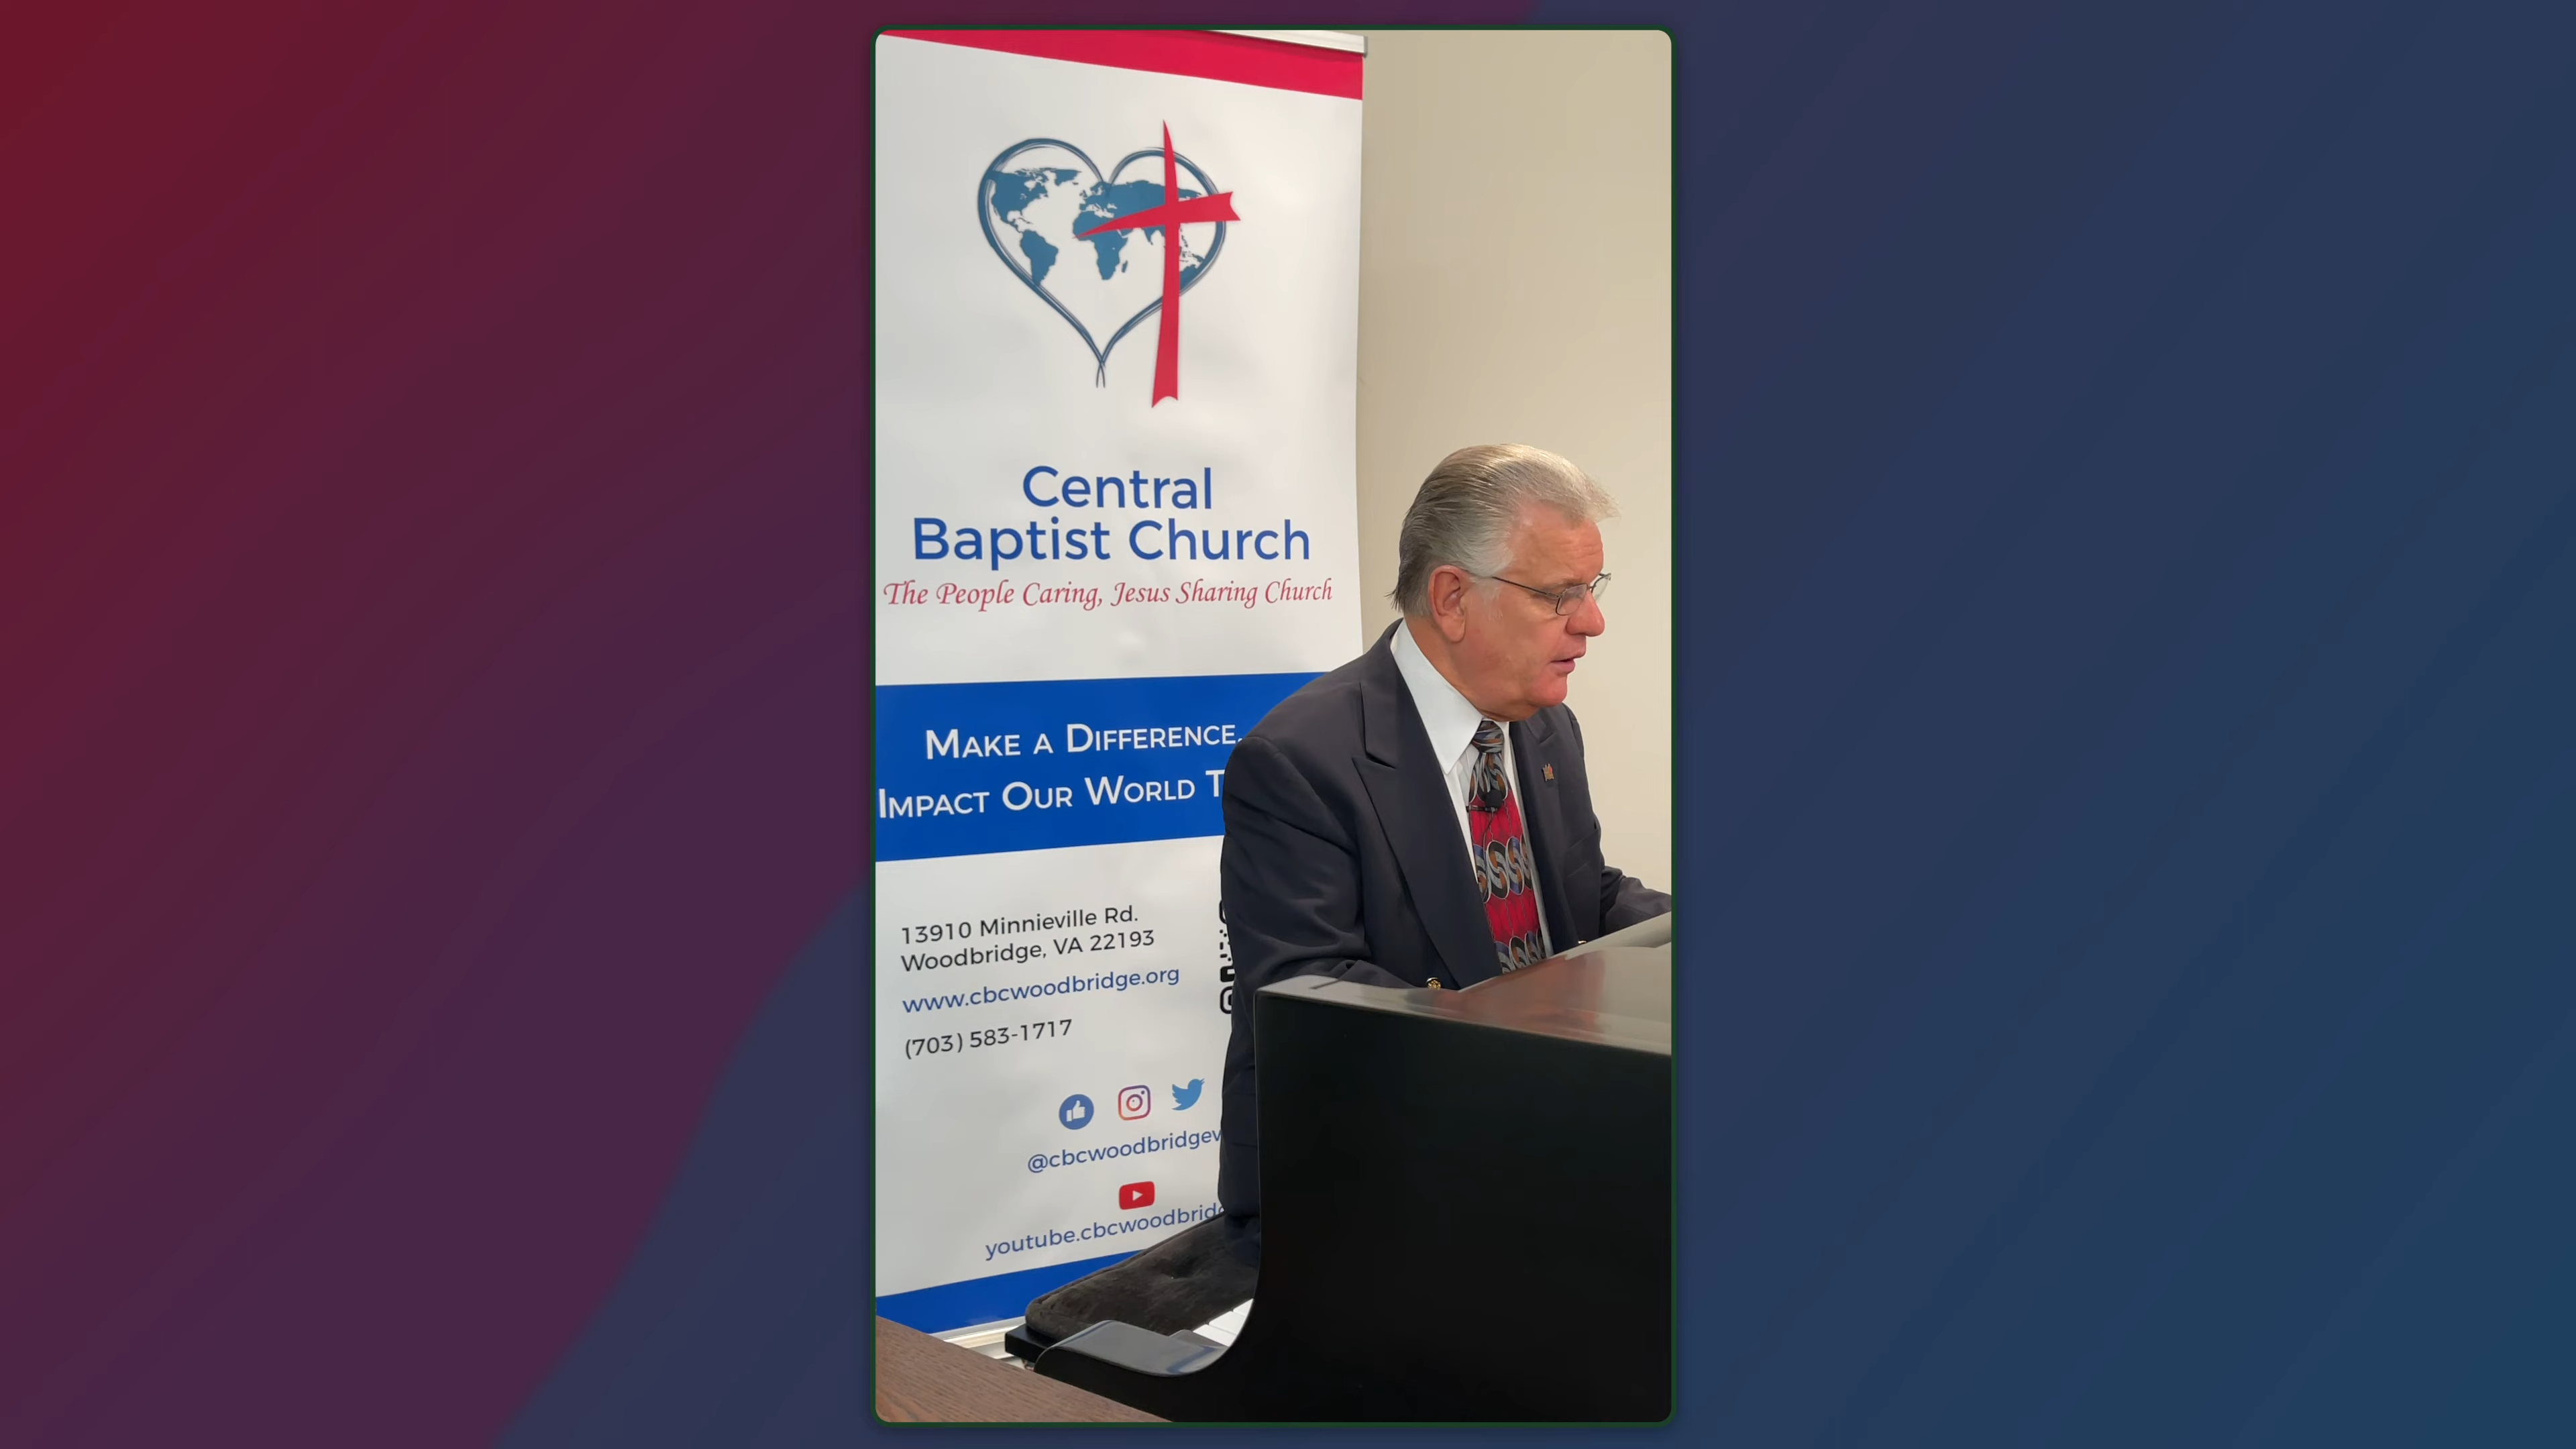 Central
Baptist Church
The People Caring, Jesus Sharing Church
MAKE A DIFFERENCE.
IMPACT OUR WORLD
13910 Minnieville Rd.
Woodbridge, VA 22193
www.cbcwoodbridge.org
(703) 583-1717